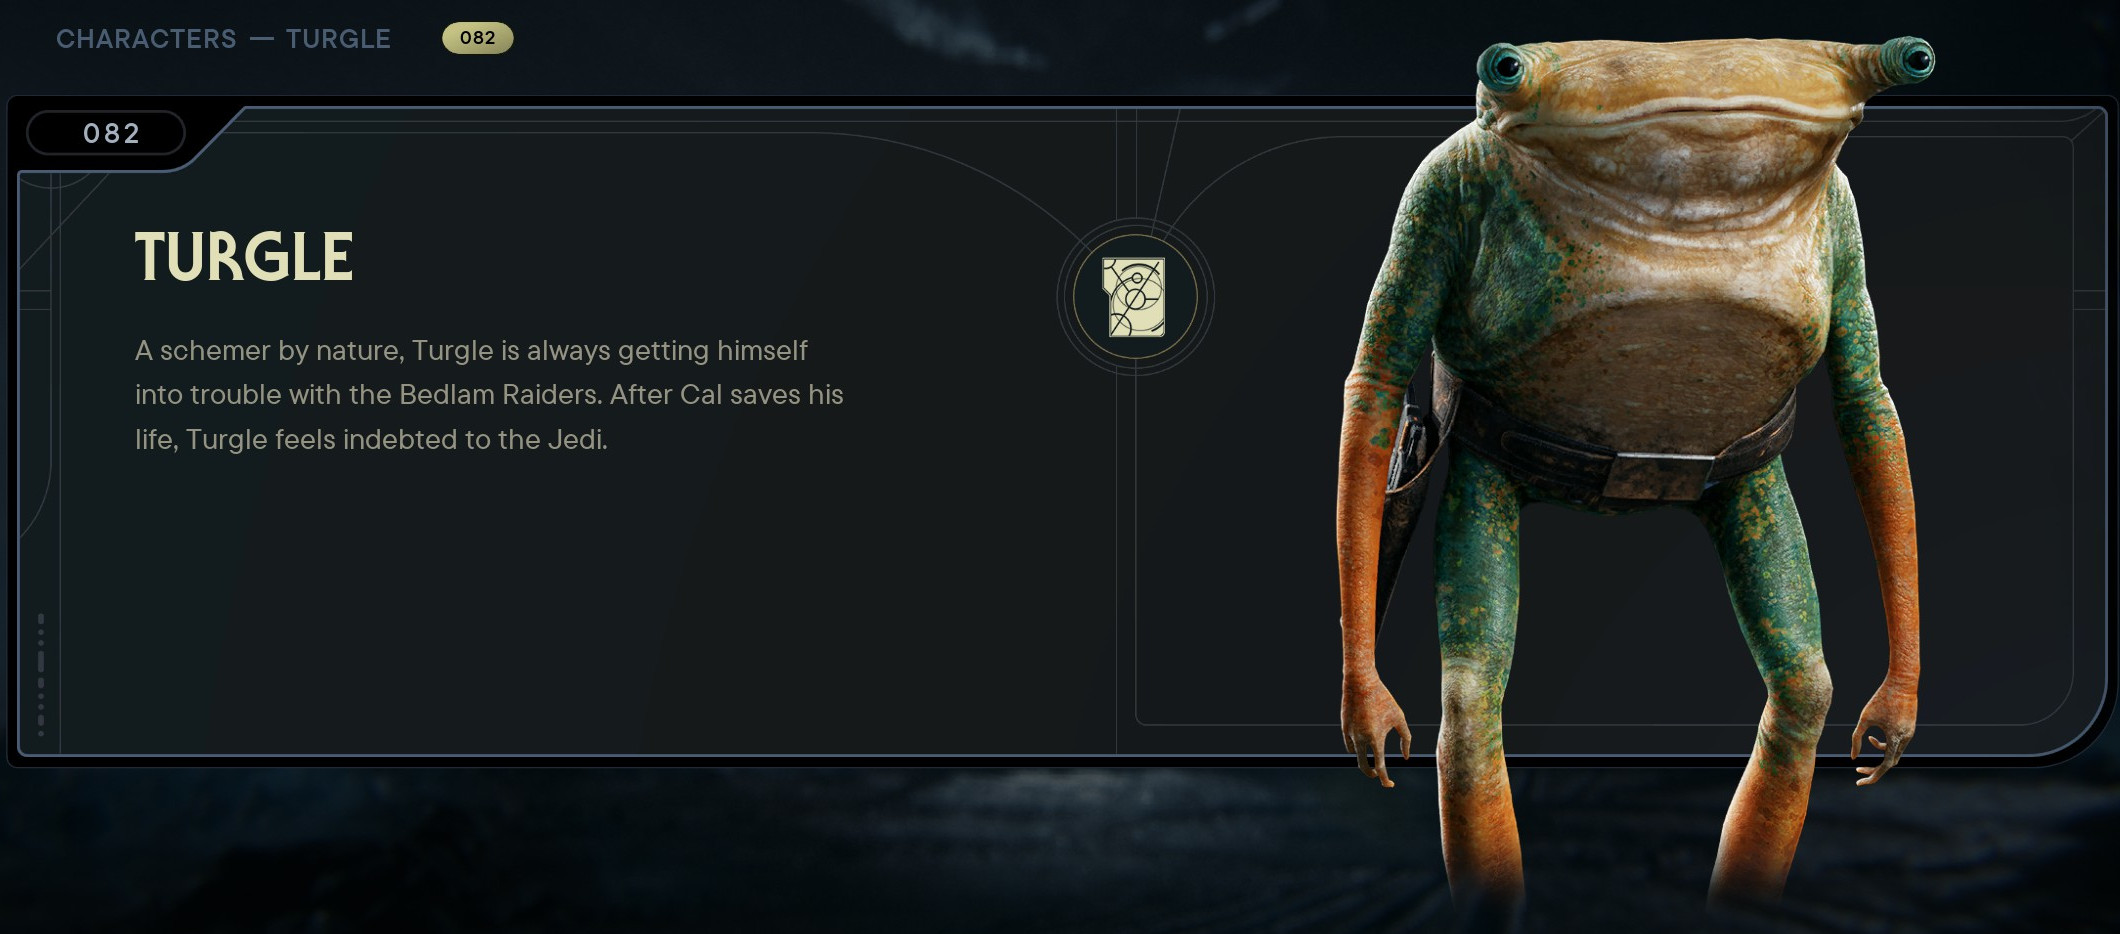 CHARACTERS — TURGLE 082
082
TURGLE
A schemer by nature, Turgle is always getting himself
into trouble with the Bedlam Raiders. After Cal saves his
life, Turgle feels indebted to the Jedi.